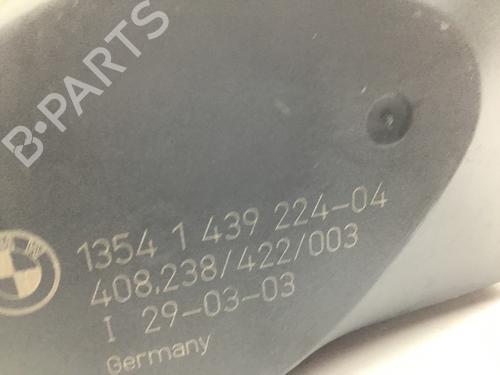 B-PARTS
1354 1 439 224-04
408.238/422/003
I 29-03-03
Germany